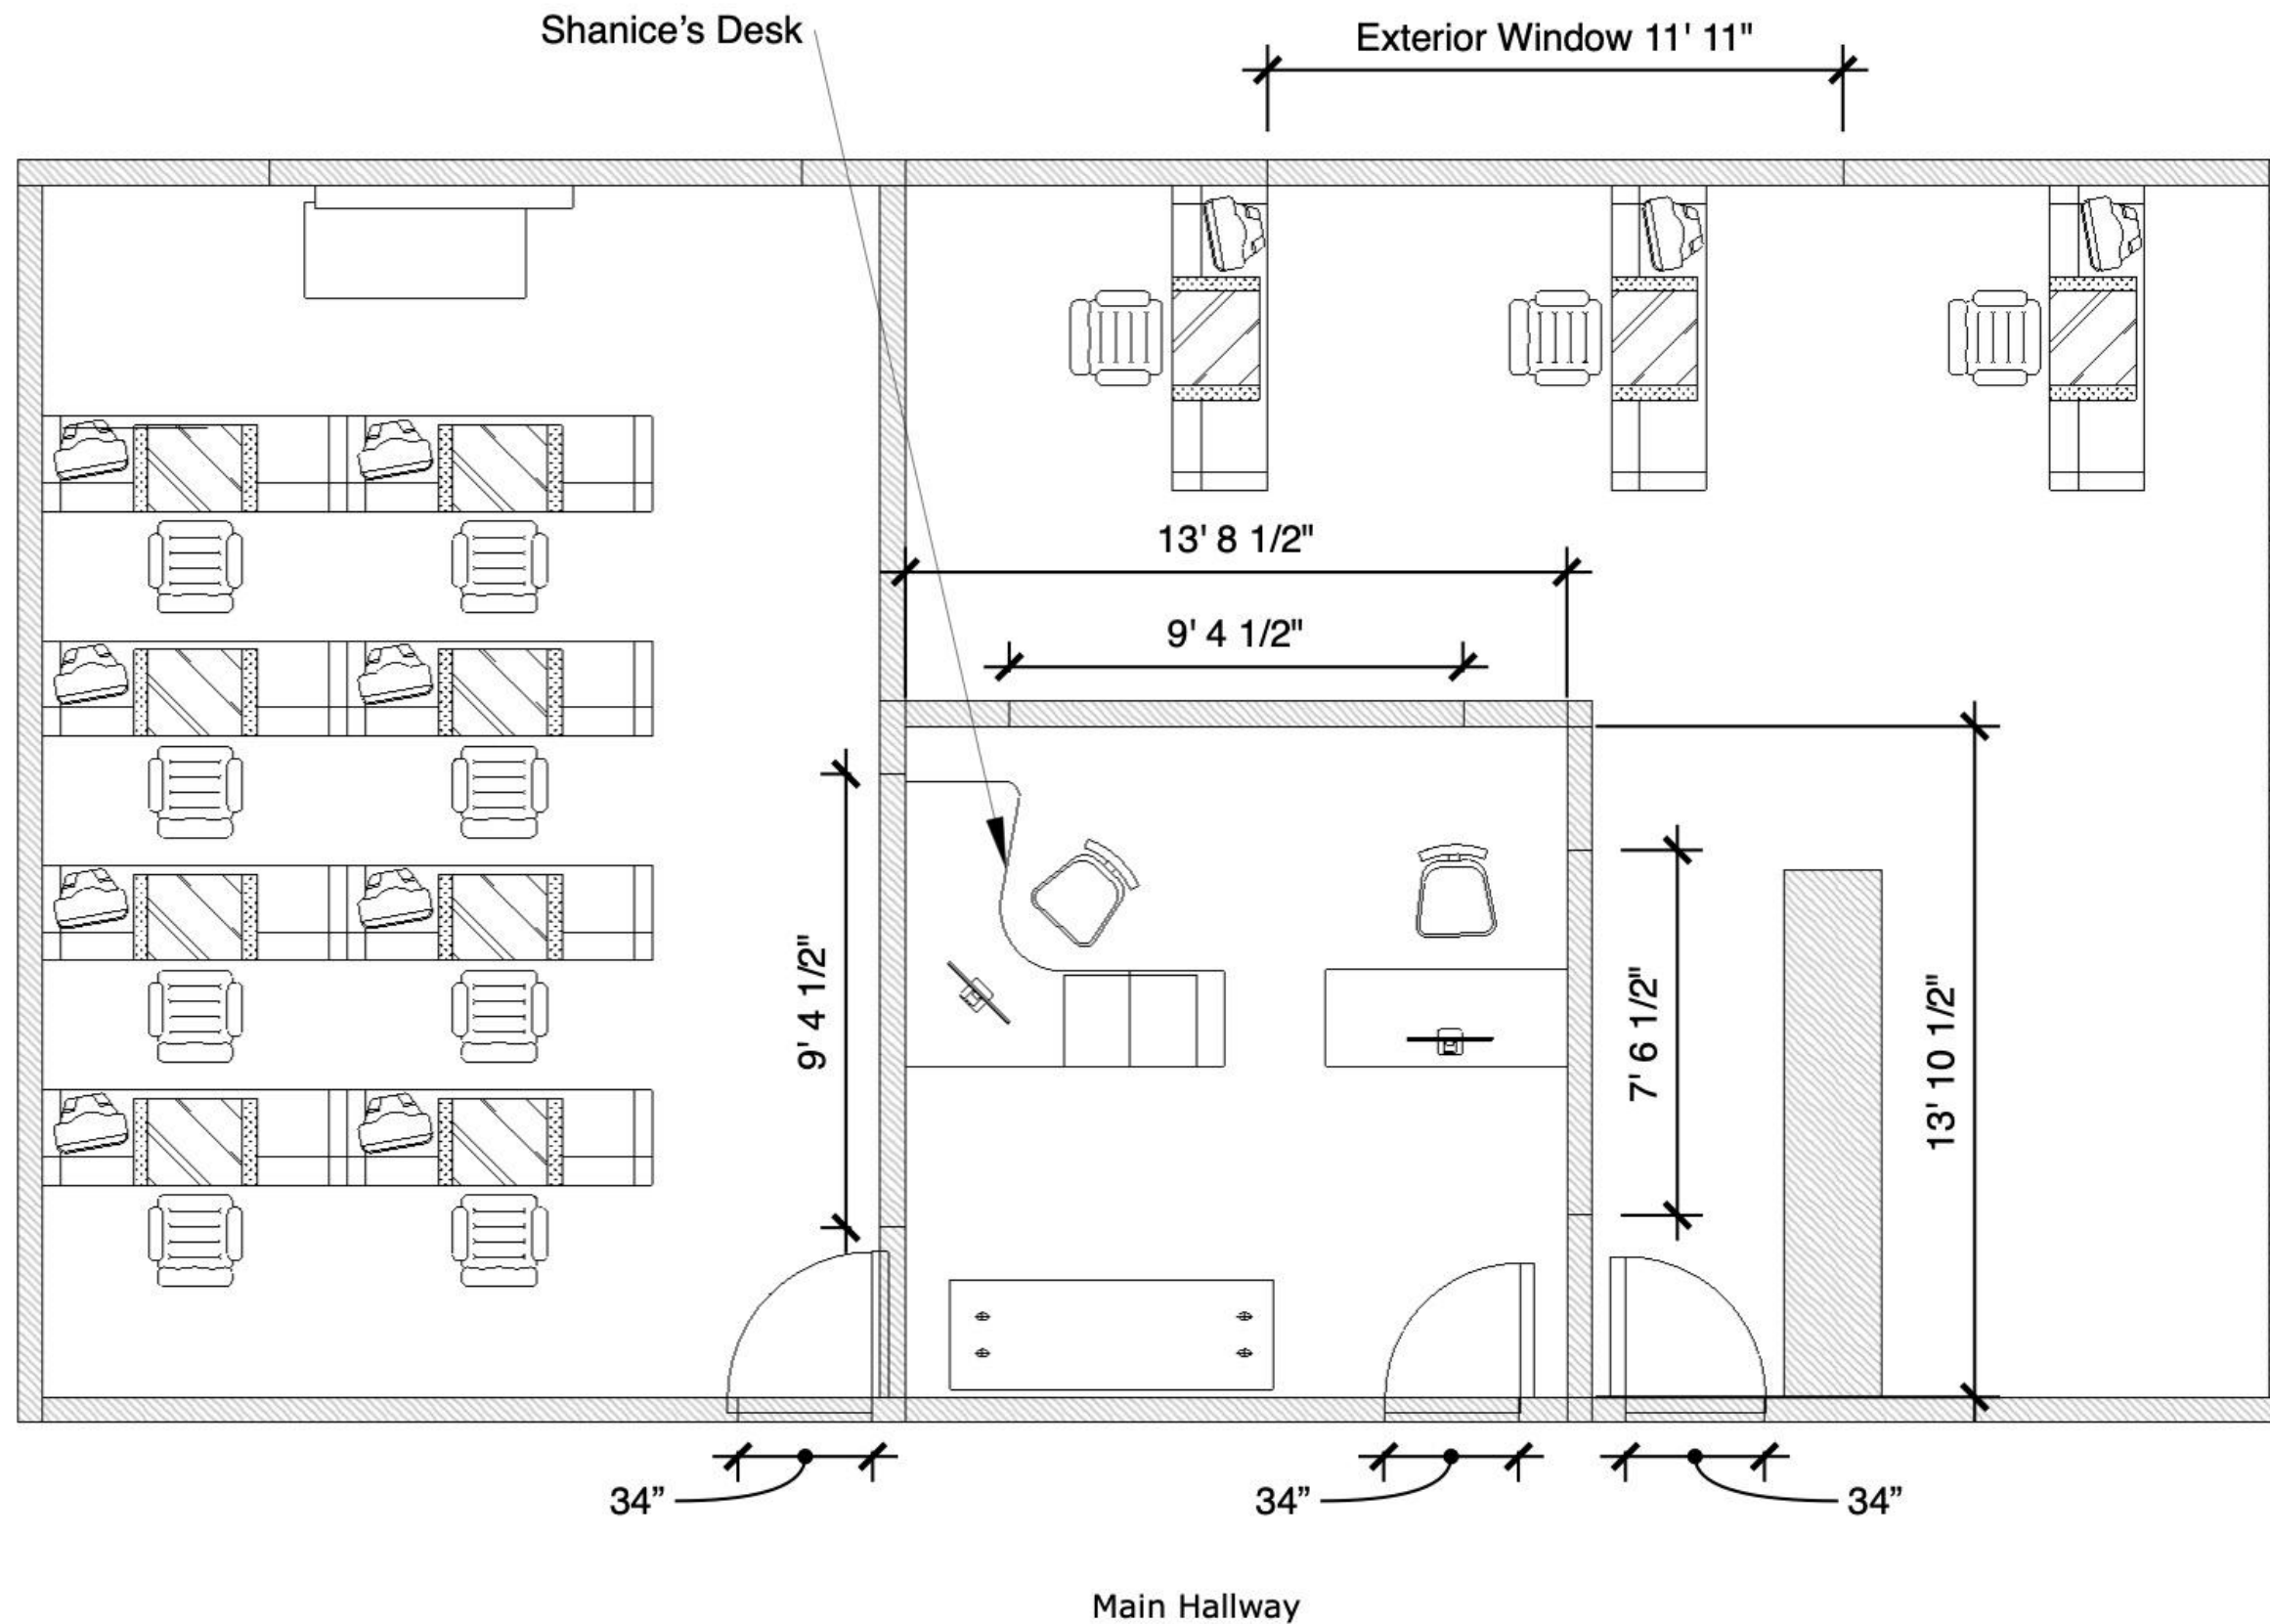 Shanice’s Desk
Exterior Window 11' 11"
13' 8 1/2"
9' 4 1/2"
9' 4 1/2"
7' 6 1/2"
13' 10 1/2"
34”
34”
34”
Main Hallway